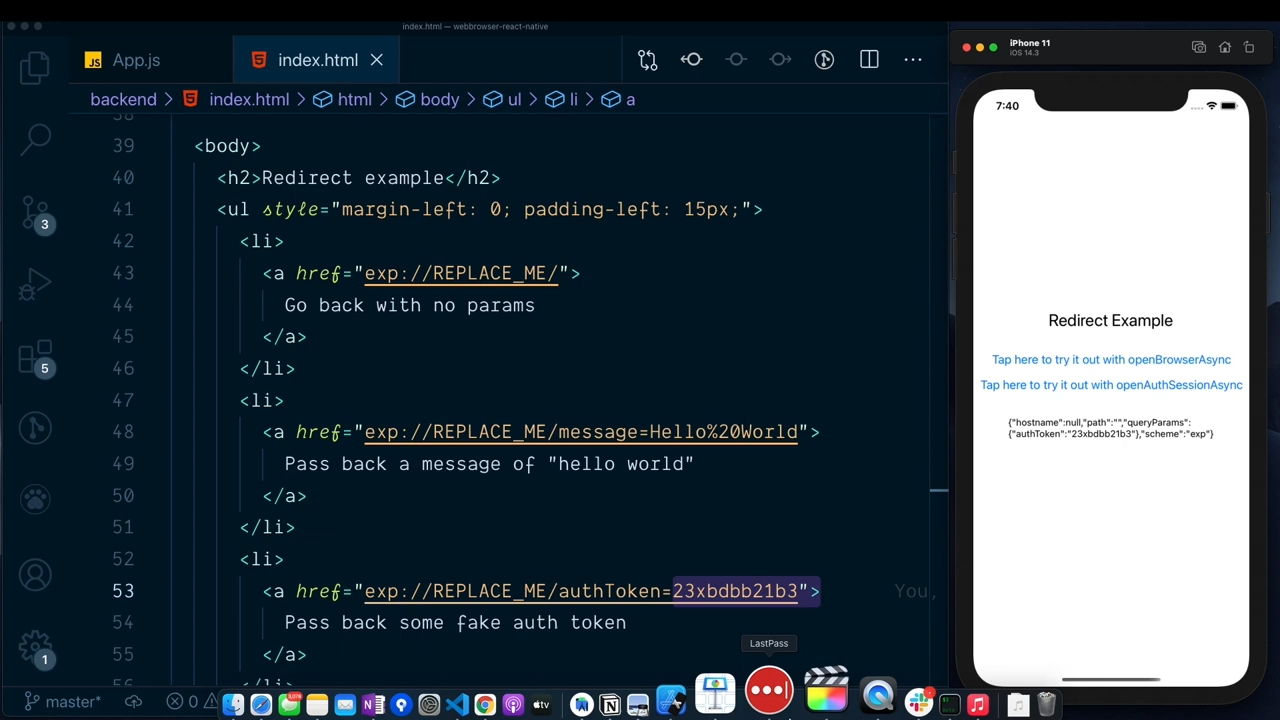 index.html — webbrowser-react-native
JS App.js
index.html
backend index.html html body ul li a
39 <body>
40 <h2>Redirect example</h2>
41 <ul style="margin-left: 0; padding-left: 15px;">
42 <li>
43 <a href="exp://REPLACE_ME/">
44 Go back with no params
45 </a>
46 </li>
47 <li>
48 <a href="exp://REPLACE_ME/message=Hello%20World">
49 Pass back a message of "hello world"
50 </a>
51 </li>
52 <li>
53 <a href="exp://REPLACE_ME/authToken=23xbdbb21b3"> You,
54 Pass back some fake auth token
55 </a>
3
5
1
master* 0
LastPass
tv
iPhone 11
iOS 14.3
7:40
Redirect Example
Tap here to try it out with openBrowserAsync
Tap here to try it out with openAuthSessionAsync
{"hostname":null,"path":"","queryParams":
{"authToken":"23xbdbb21b3"},"scheme":"exp"}